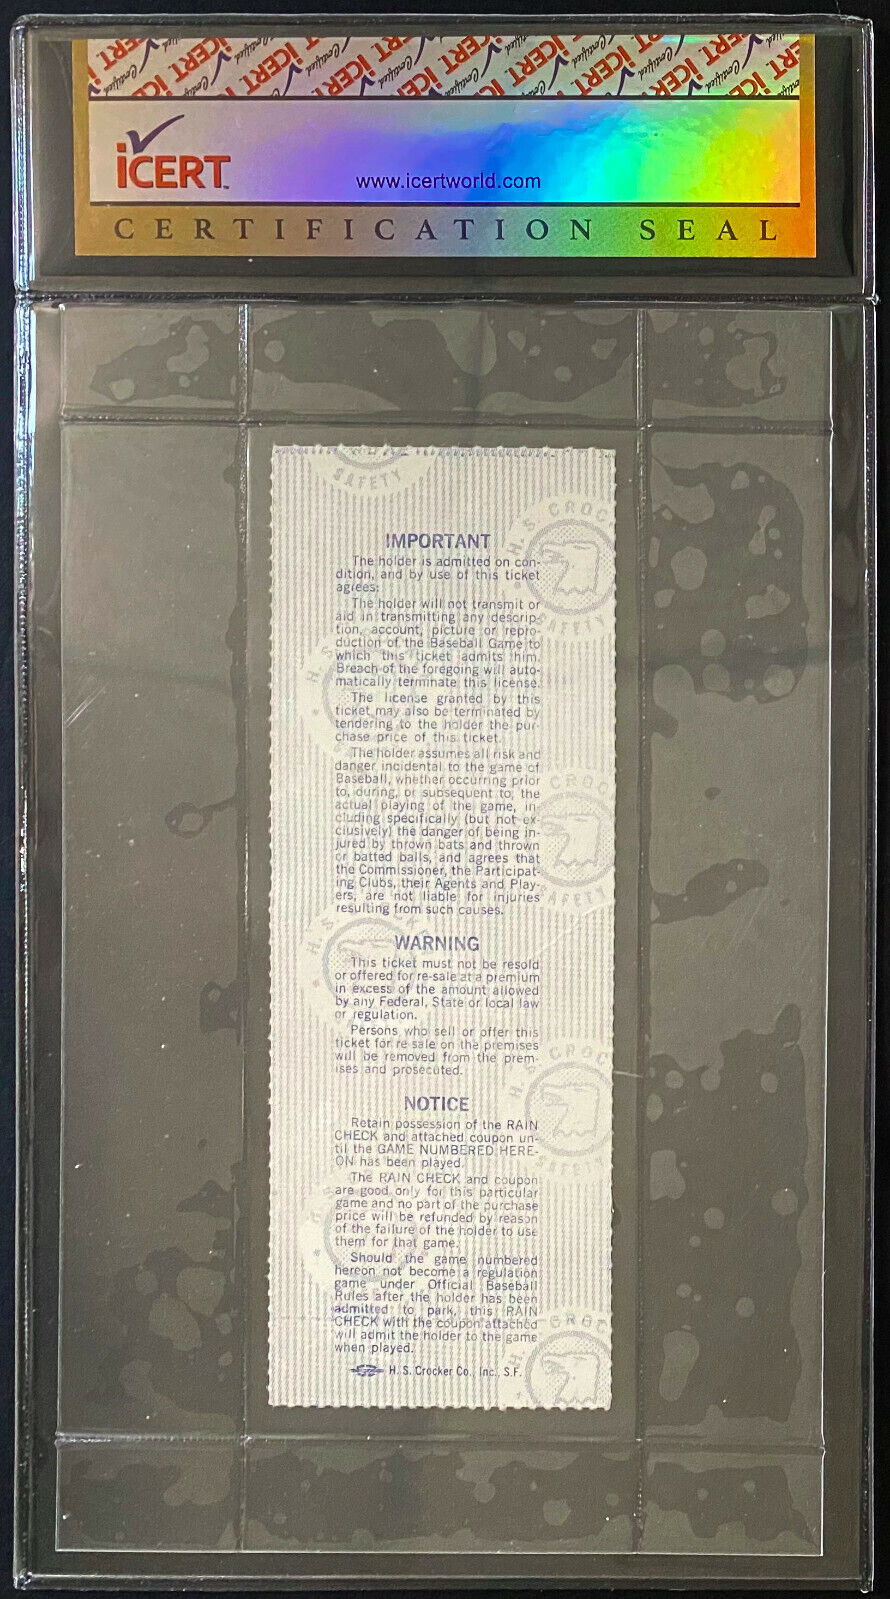 iCERT
www.icertworld.com
CERTIFICATION SEAL
SAFETY
H. S. CROC
SAFETY
IMPORTANT
The holder is admitted on con-
dition, and by use of this ticket
agrees:
The holder will not transmit or
aid in transmitting any descrip-
tion, account, picture or repro-
duction of the Baseball Game to
which this ticket admits him.
Breach of the foregoing will auto-
matically terminate this license.
The license granted by this
ticket may also be terminated by
tendering to the holder the pur-
chase price of this ticket.
The holder assumes all risk and
danger incidental to the game of
Baseball, whether occurring prior
to, during, or subsequent to, the
actual playing of the game, in-
cluding specifically (but not ex-
clusively) the danger of being in-
jured by thrown bats and thrown
or batted balls, and agrees that
the Commissioner, the Participat-
ing Clubs, their Agents and Play-
ers, are not liable for injuries
resulting from such causes.
WARNING
This ticket must not be resold
or offered for re-sale at a premium
in excess of the amount allowed
by any Federal, State or local law
or regulation.
Persons who sell or offer this
ticket for re-sale on the premises
will be removed from the prem-
ises and prosecuted.
NOTICE
Retain possession of the RAIN
CHECK and attached coupon un-
til the GAME NUMBERED HERE-
ON has been played.
The RAIN CHECK and coupon
are good only for this particular
game and no part of the purchase
price will be refunded by reason
of the failure of the holder to use
them for that game.
Should the game numbered
hereon not become a regulation
game under Official Baseball
Rules after the holder has been
admitted to park, this RAIN
CHECK with the coupon attached
will admit the holder to the game
when played.
H. S. Crocker Co., Inc., S.F.